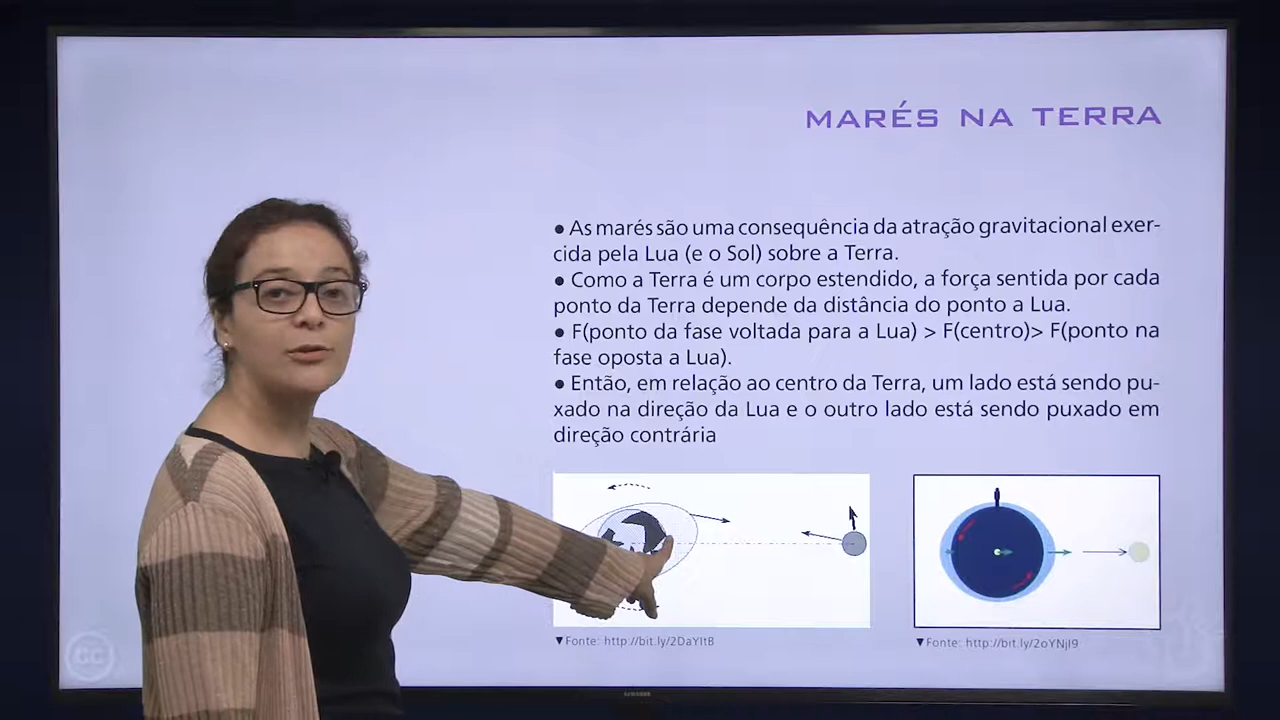 MARÉS NA TERRA
● As marés são uma consequência da atração gravitacional exer-
cida pela Lua (e o Sol) sobre a Terra.
● Como a Terra é um corpo estendido, a força sentida por cada
ponto da Terra depende da distância do ponto a Lua.
● F(ponto da fase voltada para a Lua) > F(centro)> F(ponto na
fase oposta a Lua).
● Então, em relação ao centro da Terra, um lado está sendo pu-
xado na direção da Lua e o outro lado está sendo puxado em
direção contrária
▼Fonte: http://bit.ly/2DaYItB
▼Fonte: http://bit.ly/2oYNjI9
CC
SAMSUNG